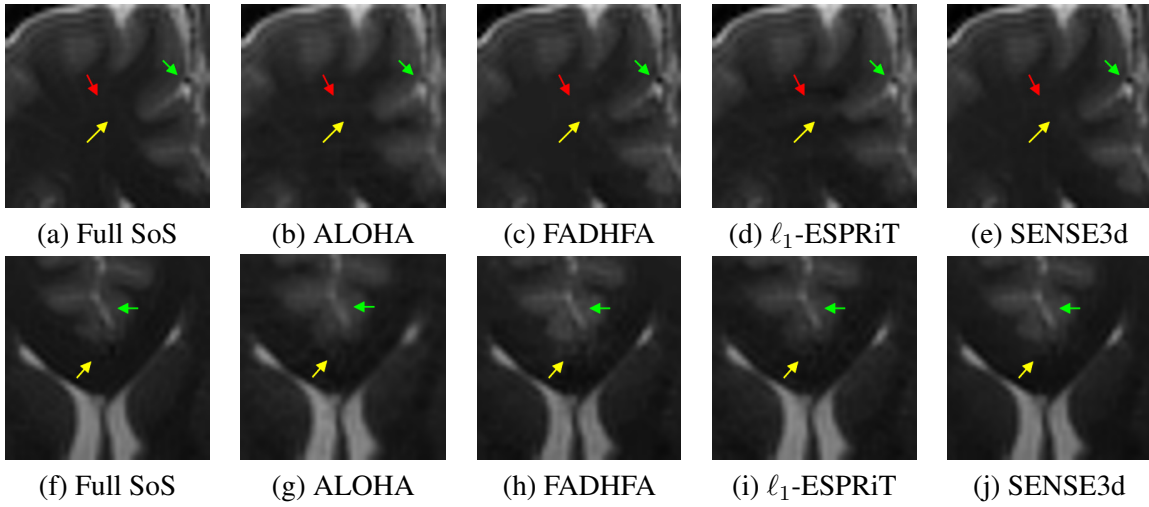 (a) Full SoS (b) ALOHA (c) FADHFA (d) ℓ₁-ESPRiT (e) SENSE3d
(f) Full SoS (g) ALOHA (h) FADHFA (i) ℓ₁-ESPRiT (j) SENSE3d